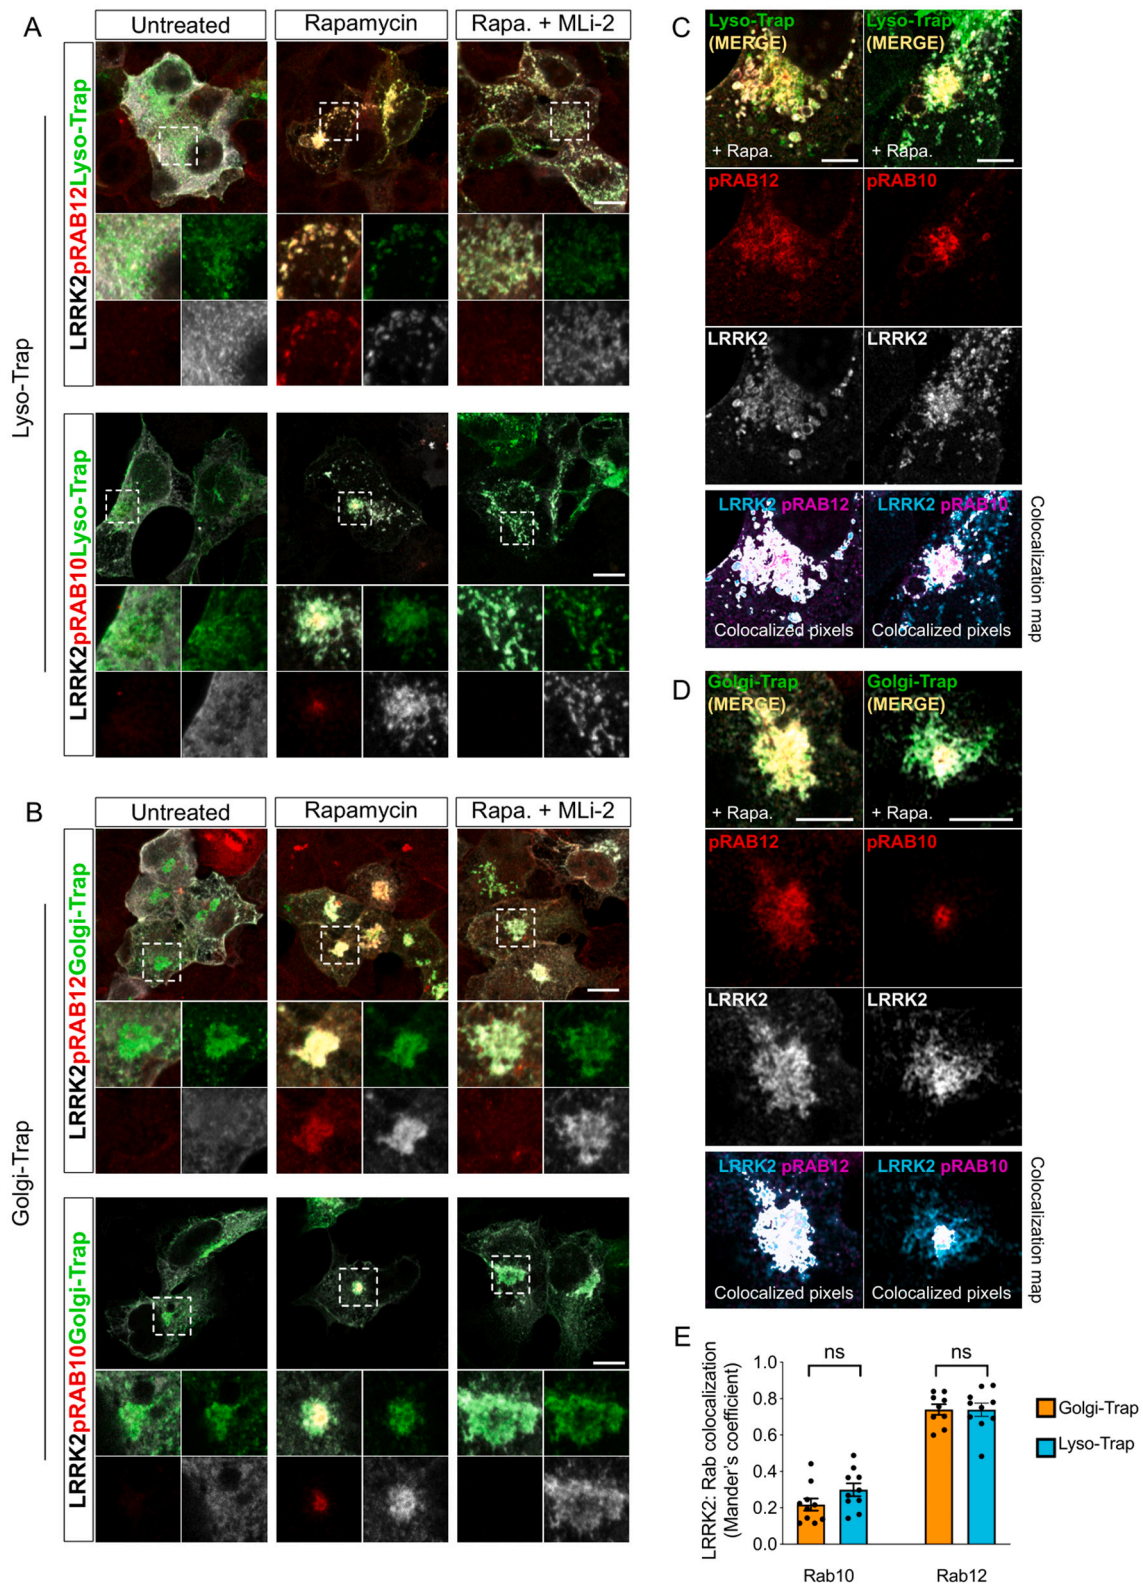 A
Untreated
Rapamycin
Rapa. + MLi-2
Lyso-Trap
LRRK2pRAB12Lyso-Trap
LRRK2pRAB10Lyso-Trap
B
Untreated
Rapamycin
Rapa. + MLi-2
Golgi-Trap
LRRK2pRAB12Golgi-Trap
LRRK2pRAB10Golgi-Trap
C
Lyso-Trap
(MERGE)
+ Rapa.
Lyso-Trap
(MERGE)
+ Rapa.
pRAB12
pRAB10
LRRK2
LRRK2
LRRK2 pRAB12
Colocalized pixels
LRRK2 pRAB10
Colocalized pixels
Colocalization map
D
Golgi-Trap
(MERGE)
+ Rapa.
Golgi-Trap
(MERGE)
+ Rapa.
pRAB12
pRAB10
LRRK2
LRRK2
LRRK2 pRAB12
Colocalized pixels
LRRK2 pRAB10
Colocalized pixels
Colocalization map
E
LRRK2: Rab colocalization
(Mander's coefficient)
1.0
0.8
0.6
0.4
0.2
0.0
ns
ns
Rab10
Rab12
Golgi-Trap
Lyso-Trap